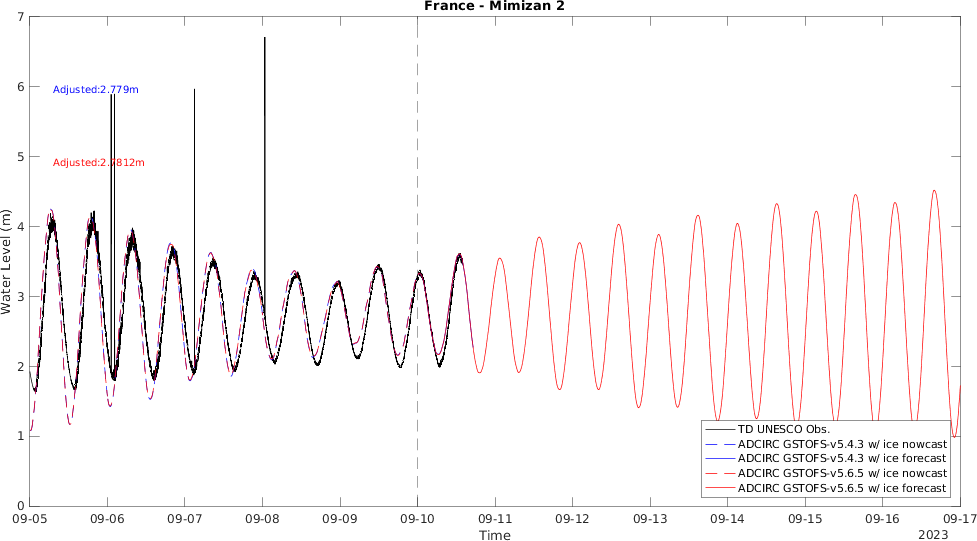 France - Mimizan 2
7
6
5
4
3
2
1
0
Water Level (m)
Adjusted:2.779m
Adjusted:2.7812m
TD UNESCO Obs.
ADCIRC GSTOFS-v5.4.3 w/ ice nowcast
ADCIRC GSTOFS-v5.4.3 w/ ice forecast
ADCIRC GSTOFS-v5.6.5 w/ ice nowcast
ADCIRC GSTOFS-v5.6.5 w/ ice forecast
09-05 09-06 09-07 09-08 09-09 09-10 09-11 09-12 09-13 09-14 09-15 09-16 09-17
Time
2023